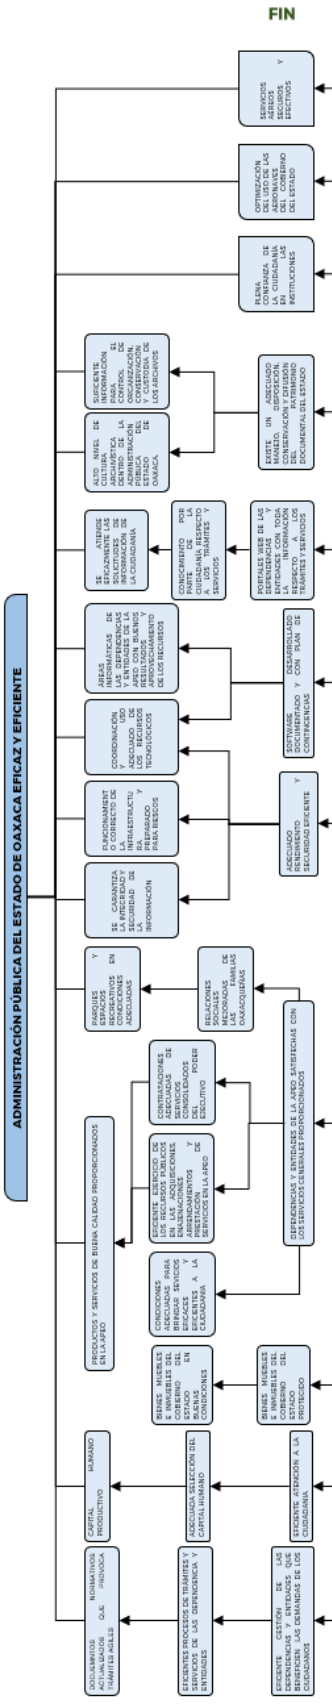 FIN
ADMINISTRACIÓN PÚBLICA DEL ESTADO DE OAXACA EFICAZ Y EFICIENTE
DOCUEMNTOS NORMATIVOS
ACTUALIZADOS QUE PROVOCA
TRÁMITES ÁGILES
CAPITAL HUMANO
PRODUCTIVO
PRODUCTOS Y SERVICIOS DE BUENA CALIDAD PROPORCIONADOS
EN LA APEO
PARQUES Y
ESPACIOS
RECREATIVOS EN
CONDICIONES
ADECUADAS
SE GARANTIZA
LA INTEGRIDAD Y
SEGURIDAD DE
LA
INFORMACIÓN
FUNCIONAMIENT
O CORRECTO DE
LA
INFRAESTRUCTU
RA, Y
PREPARADO
PARA RIESGOS
COORDINACIÓN
Y USO
ADECUADO DE
LOS RECURSOS
TECNOLÓGICOS
ÁREAS
INFORMÁTICAS DE
LAS DEPENDENCIAS
Y ENTIDADES DE LA
APEO CON BUENOS
RESULTADOS Y
APROVECHAMIENTO
DE LOS RECURSOS
SE ATIENDE
EFICAZMENTE LAS
SOLICITUDES DE
INFORMACIÓN DE
LA CIUDADANÍA
ALTO NIVEL DE
CULTURA
ARCHIVÍSTICA
DENTRO DE LA
ADMINISTRACIÓN
PÚBLICA DEL
ESTADO DE
OAXACA.
SUFICIENTE
INFORMACIÓN
PARA EL
CONTROL DE
ORGANIZACIÓN,
CONSERVACIÓN
Y CUSTODIA DE
LOS ARCHIVOS
EFICIENTES PROCESOS DE TRÁMITES Y
SERVICIOS DE LAS DEPENDENCIA Y
ENTIDADES
ADECUADA SELECCIÓN DEL
CAPITAL HUMANO
BIENES MUEBLES
E INMUEBLES DEL
GOBIERNO DEL
ESTADO EN
BUENAS
CONDICIONES
CONDICIONES
ADECUADAS PARA
BRINDAR SEVICIOS
EFICACES Y
EFICIENTES A LA
CIUDADANÍA
EFICIENTE EJERCICIO DE
LOS RECURSOS PÚBLICOS
EN LAS ADQUISICIONES,
ENAJENACIONES
ARRENDAMIENTOS Y
PRESTACIÓN DE
SERVICIOS EN LA APEO
CONTRATACIONES
ADECUADAS DE
SERVICIOS
CONSOLIDADOS
DEL PODER
EJECUTIVO
RELACIONES
SOCIALES
MEJORADAS DE
LAS FAMILIAS
OAXAQUEÑAS
CONOCIMIENTO POR
PARTE DE LA
CIUDADANÍA RESPECTO
A LOS TRÁMITES Y
SERVICIOS
EFICIENTE GESTIÓN DE LAS
DEPENDENCIAS Y ENTIDADES QUE
BENEFICIEN LAS DEMANDAS DE LOS
CIUDADANOS
EFICIENTE ATENCIÓN A LA
CIUDADANÍA
BIENES MUEBLES
E INMUEBLES DEL
GOBIERNO DEL
ESTADO
PROTEGIDO
DEPENDENCIAS Y ENTIDADES DE LA APEO SATISFECHAS CON
LOS SERVICIOS GENERALES PROPORCIONADOS
ADECUADO
RENDIMIENTO Y
SEGURIDAD EFICIENTE
SOFTWARE DESARROLLADO
DOCUMENTADO Y CON PLAN DE
CONTINGENCIAS
PORTALES WEB DE LAS
DEPENDENCIAS Y
ENTIDADES CON TODA
LA INFORMACIÓN
RESPECTO A LOS
TRÁMITES Y SERVICIOS
EXISTE UN ADECUADO
MANEJO, DISPOSICIÓN,
CONSERVACIÓN Y DIFUSIÓN
DEL PATRIMONIO
DOCUMENTAL DEL ESTADO
PLENA
CONFIANZA DE
LA CIUDADANÍA
EN LAS
INSTITUCIONES
OPTIMIZACIÓN
DEL USO DE LAS
AERONAVES
DEL GOBIERNO
DEL ESTADO
SERVICIOS
AÉREOS
SEGUROS Y
EFECTIVOS